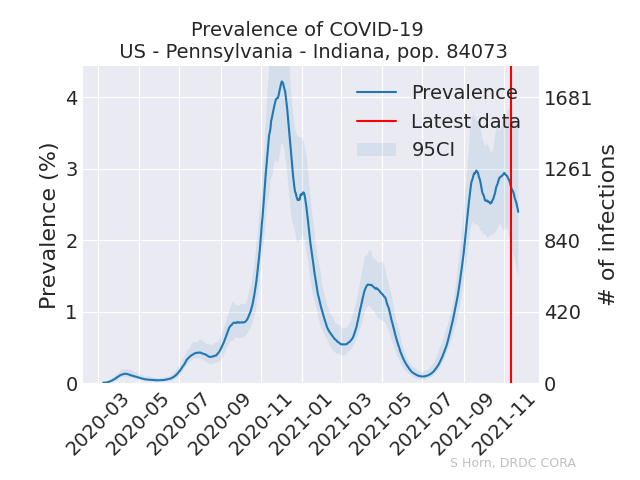 Prevalence of COVID-19
US - Pennsylvania - Indiana, pop. 84073
Prevalence (%)
4
3
2
1
0
Prevalence
Latest data
95CI
1681
1261
840
420
0
# of infections
2020-03
2020-05
2020-07
2020-09
2020-11
2021-01
2021-03
2021-05
2021-07
2021-09
2021-11
S Horn, DRDC CORA